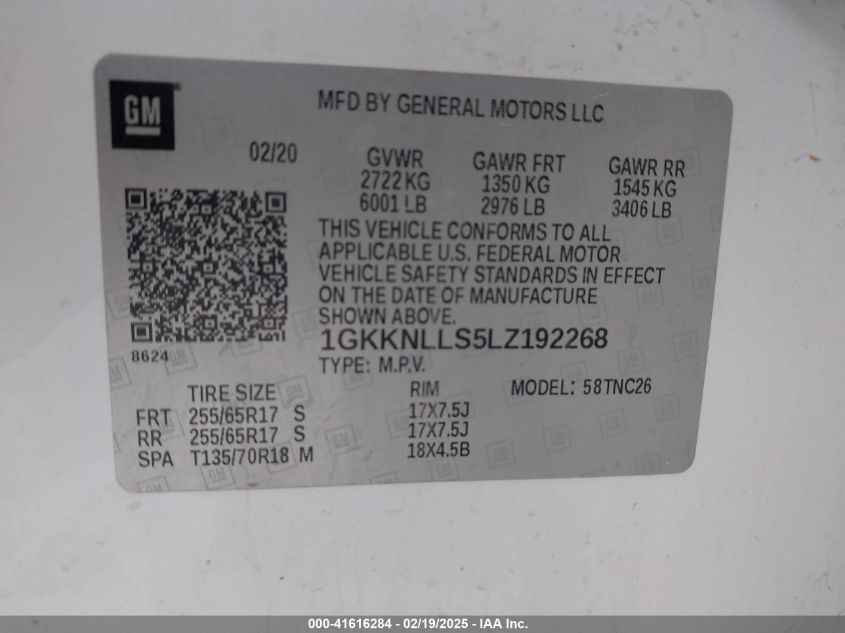 GM
MFD BY GENERAL MOTORS LLC
02/20
GVWR GAWR FRT GAWR RR
2722 KG 1350 KG 1545 KG
6001 LB 2976 LB 3406 LB
THIS VEHICLE CONFORMS TO ALL
APPLICABLE U.S. FEDERAL MOTOR
VEHICLE SAFETY STANDARDS IN EFFECT
ON THE DATE OF MANUFACTURE
SHOWN ABOVE.
1GKKNLLS5LZ192268
8624
TYPE: M.P.V.
TIRE SIZE RIM MODEL: 58TNC26
FRT 255/65R17 S 17X7.5J
RR 255/65R17 S 17X7.5J
SPA T135/70R18 M 18X4.5B
000-41616284 - 02/19/2025 - IAA Inc.